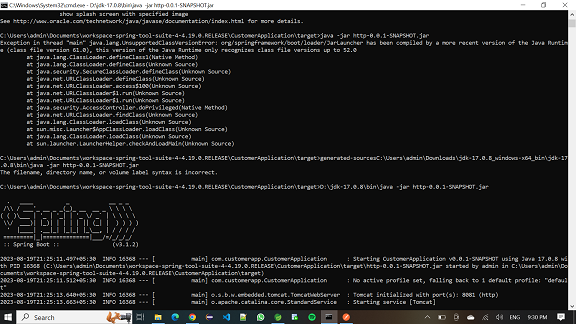 C:\Windows\System32\cmd.exe - D:\jdk-17.0.8\bin\java -jar http-0.0.1-SNAPSHOT.jar
show splash screen with specified image
See http://www.oracle.com/technetwork/java/javase/documentation/index.html for more details.
C:\Users\admin\Documents\workspace-spring-tool-suite-4-4.19.0.RELEASE\CustomerApplication\target>java -jar http-0.0.1-SNAPSHOT.jar
Exception in thread "main" java.lang.UnsupportedClassVersionError: org/springframework/boot/loader/JarLauncher has been compiled by a more recent version of the Java Runtim
e (class file version 61.0), this version of the Java Runtime only recognizes class file versions up to 52.0
at java.lang.ClassLoader.defineClass1(Native Method)
at java.lang.ClassLoader.defineClass(Unknown Source)
at java.security.SecureClassLoader.defineClass(Unknown Source)
at java.net.URLClassLoader.defineClass(Unknown Source)
at java.net.URLClassLoader.access$100(Unknown Source)
at java.net.URLClassLoader$1.run(Unknown Source)
at java.net.URLClassLoader$1.run(Unknown Source)
at java.security.AccessController.doPrivileged(Native Method)
at java.net.URLClassLoader.findClass(Unknown Source)
at java.lang.ClassLoader.loadClass(Unknown Source)
at sun.misc.Launcher$AppClassLoader.loadClass(Unknown Source)
at java.lang.ClassLoader.loadClass(Unknown Source)
at sun.launcher.LauncherHelper.checkAndLoadMain(Unknown Source)
C:\Users\admin\Documents\workspace-spring-tool-suite-4-4.19.0.RELEASE\CustomerApplication\target>generated-sourcesC:\Users\admin\Downloads\jdk-17.0.8_windows-x64_bin\jdk-17
.0.8\bin\java -jar http-0.0.1-SNAPSHOT.jar
The filename, directory name, or volume label syntax is incorrect.
C:\Users\admin\Documents\workspace-spring-tool-suite-4-4.19.0.RELEASE\CustomerApplication\target>D:\jdk-17.0.8\bin\java -jar http-0.0.1-SNAPSHOT.jar
:: Spring Boot :: (v3.1.2)
2023-08-19T21:25:11.497+05:30 INFO 16368 --- [ main] com.customerapp.CustomerApplication : Starting CustomerApplication v0.0.1-SNAPSHOT using Java 17.0.8 wi
th PID 16368 (C:\Users\admin\Documents\workspace-spring-tool-suite-4-4.19.0.RELEASE\CustomerApplication\target\http-0.0.1-SNAPSHOT.jar started by admin in C:\Users\admin\Do
cuments\workspace-spring-tool-suite-4-4.19.0.RELEASE\CustomerApplication\target)
2023-08-19T21:25:11.512+05:30 INFO 16368 --- [ main] com.customerapp.CustomerApplication : No active profile set, falling back to 1 default profile: "defaul
t"
2023-08-19T21:25:13.640+05:30 INFO 16368 --- [ main] o.s.b.w.embedded.tomcat.TomcatWebServer : Tomcat initialized with port(s): 8081 (http)
2023-08-19T21:25:13.663+05:30 INFO 16368 --- [ main] o.apache.catalina.core.StandardService : Starting service [Tomcat]
Search
ENG
9:30 PM